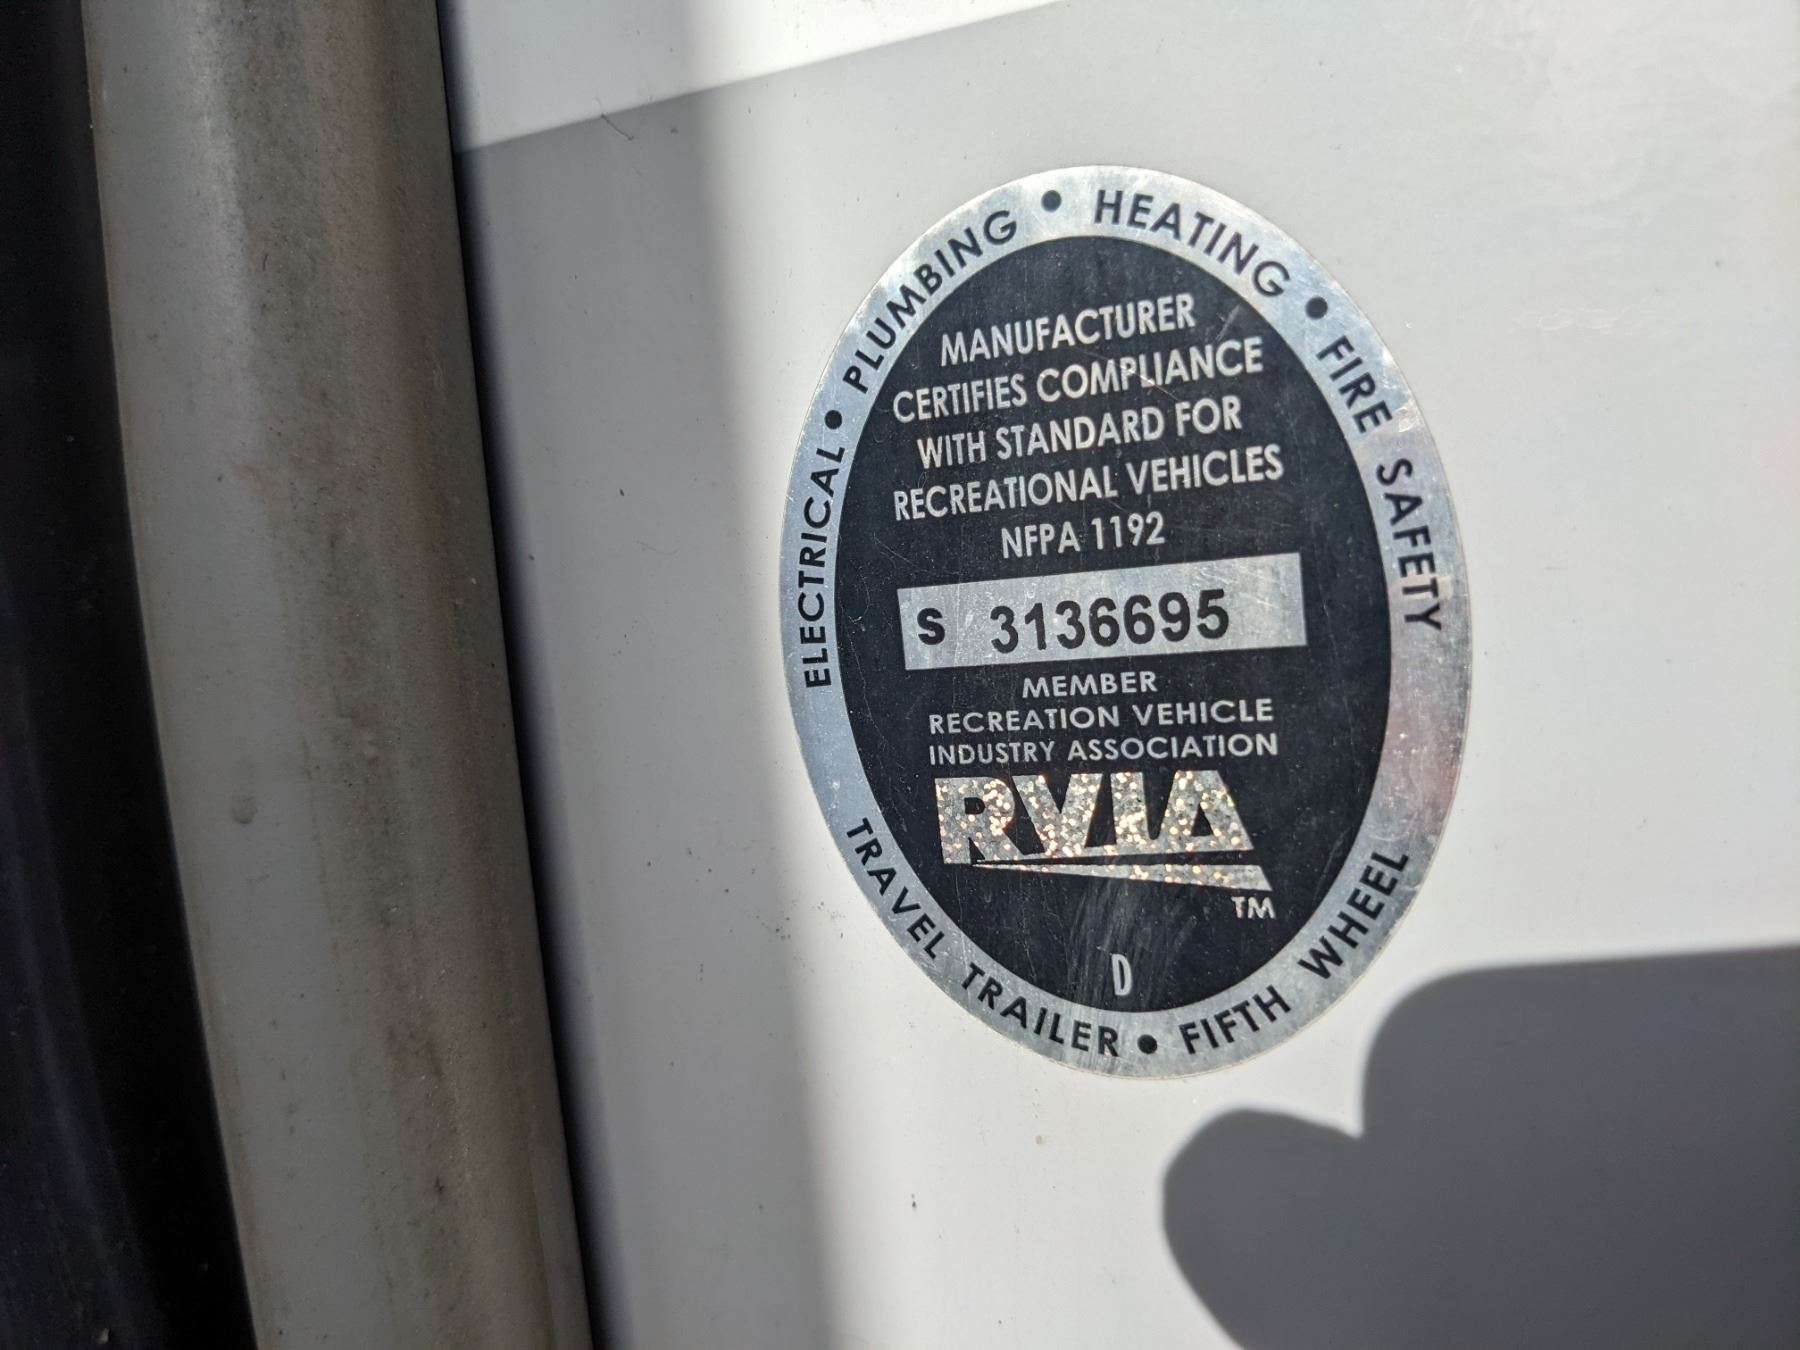 ELECTRICAL • PLUMBING • HEATING • FIRE SAFETY
MANUFACTURER
CERTIFIES COMPLIANCE
WITH STANDARD FOR
RECREATIONAL VEHICLES
NFPA 1192
S 3136695
MEMBER
RECREATION VEHICLE
INDUSTRY ASSOCIATION
RVIA
TM
D
TRAVEL TRAILER • FIFTH WHEEL